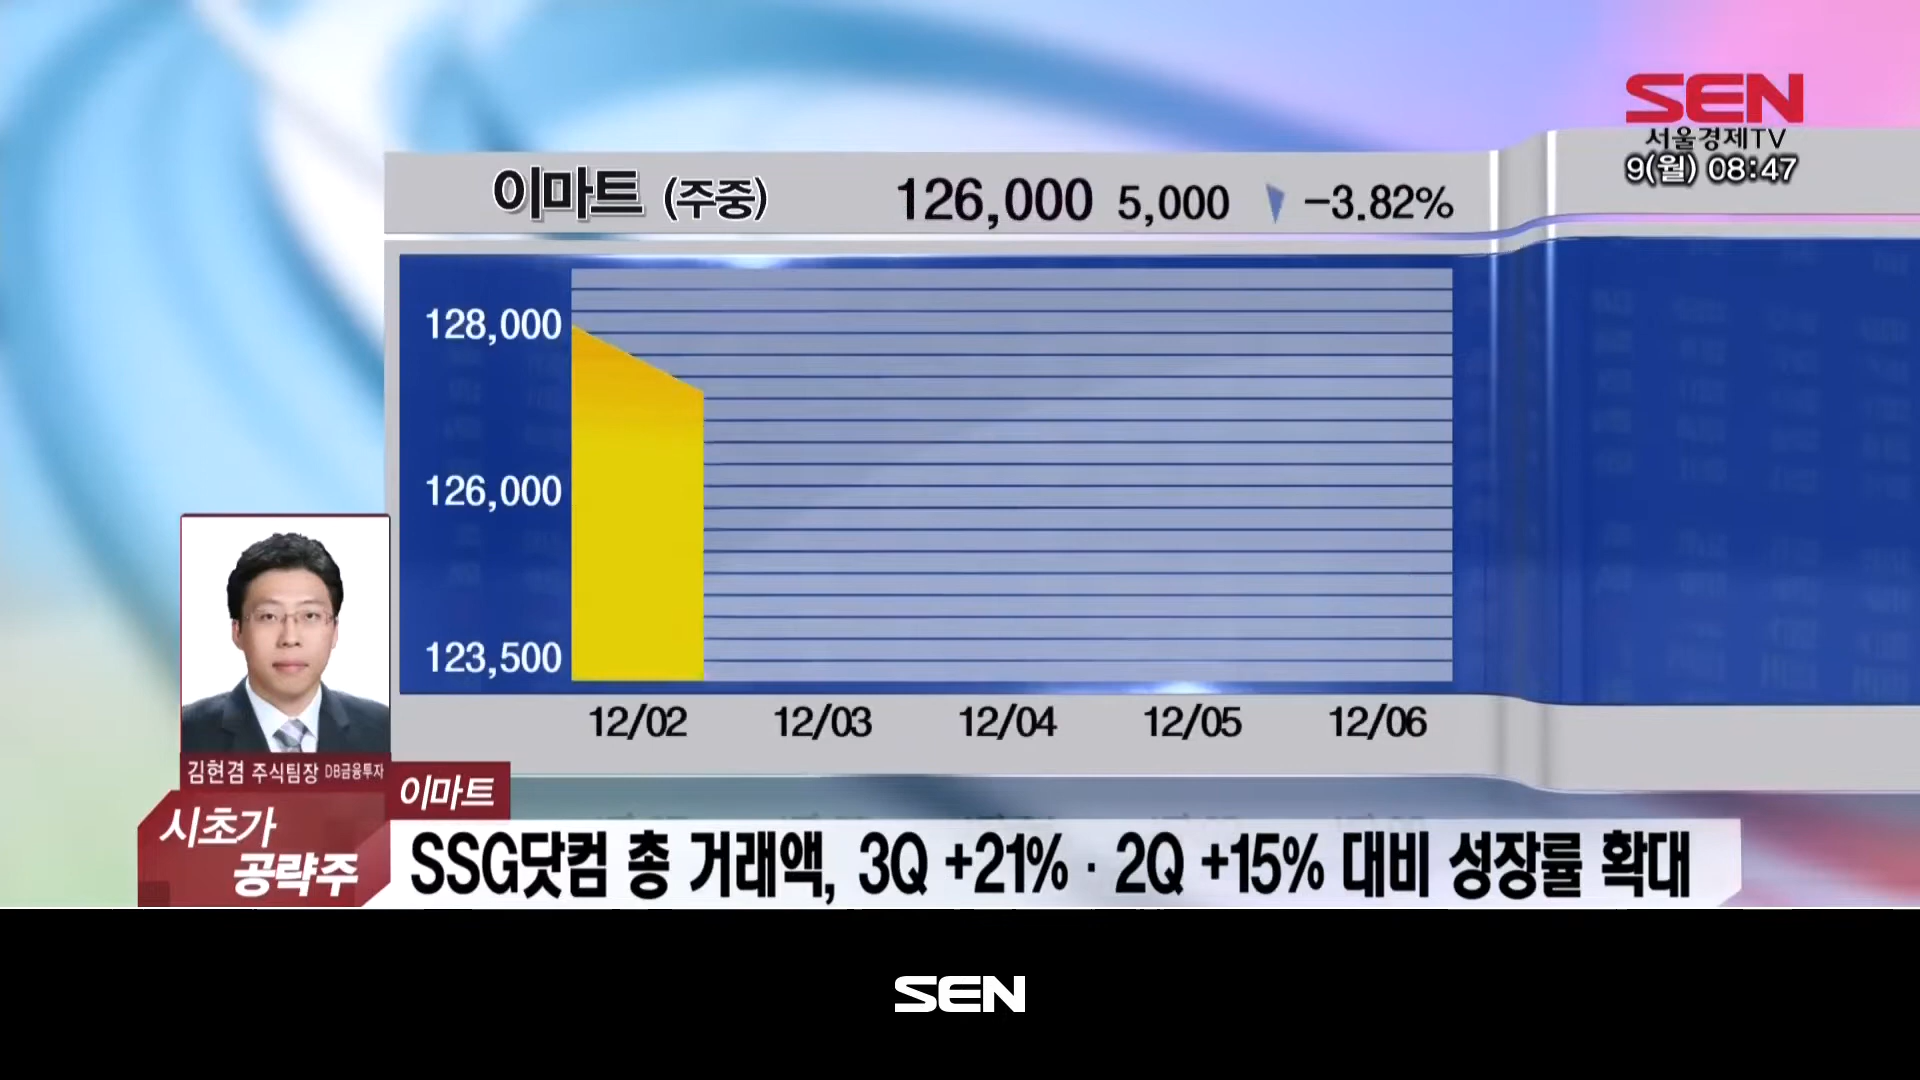 SEN
서울경제TV
9(월) 08:47
이마트 (주중) 126,000 5,000 ▼ -3.82%
128,000
126,000
123,500
12/02 12/03 12/04 12/05 12/06
김현겸 주식팀장 DB금융투자
이마트
시초가
공략주
SSG닷컴 총 거래액, 3Q +21% · 2Q +15% 대비 성장률 확대
SEN